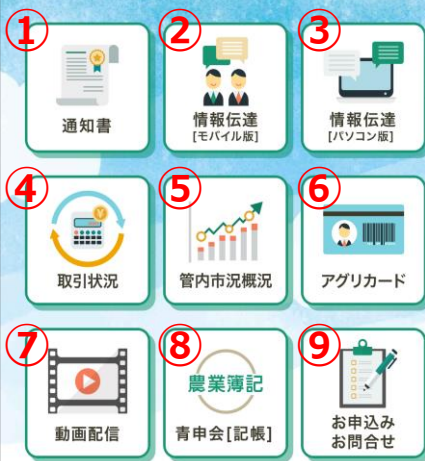 ①
通知書
②
情報伝達
[モバイル版]
③
情報伝達
[パソコン版]
④
取引状況
⑤
管内市況概況
⑥
アグリカード
⑦
動画配信
⑧
農業簿記
青申会[記帳]
⑨
お申込み
お問合せ